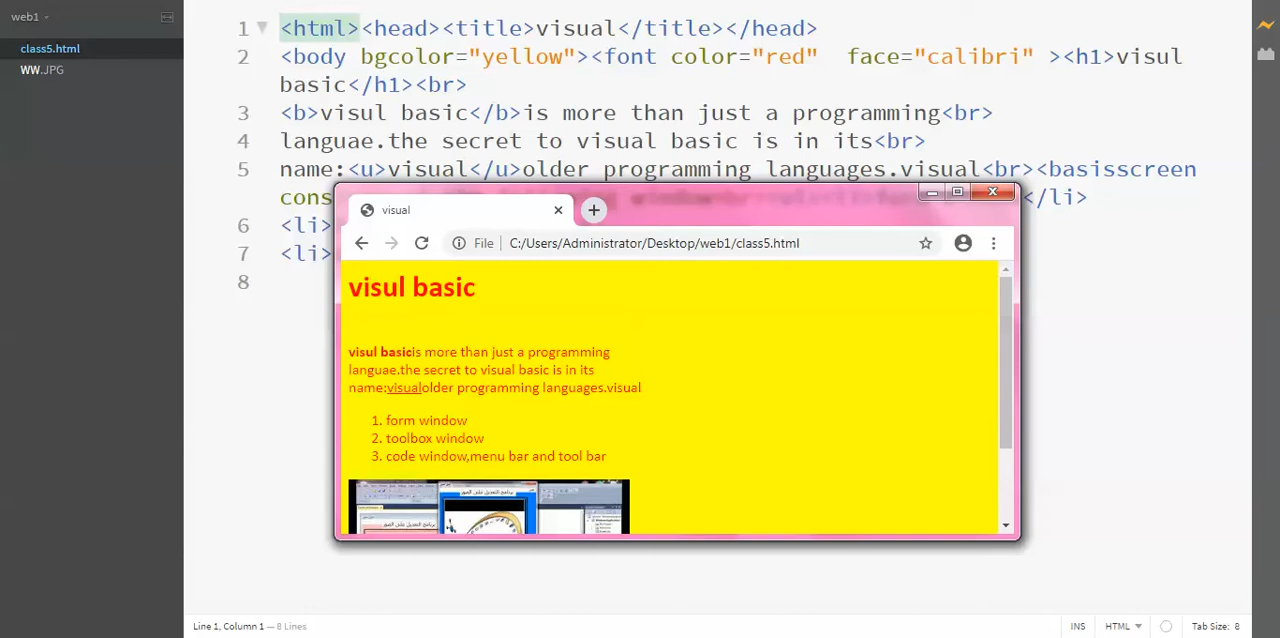 web1
class5.html
WW.JPG
1 <html><head><title>visual</title></head>
2 <body bgcolor="yellow"><font color="red" face="calibri" ><h1>visul
basic</h1><br>
3 <b>visul basic</b>is more than just a programming<br>
4 languae.the secret to visual basic is in its<br>
5 name:<u>visual</u>older programming languages.visual<br><basisscreen
cons </li>
6 <li>
7 <li>
8
visual
File C:/Users/Administrator/Desktop/web1/class5.html
visul basic
visul basicis more than just a programming
languae.the secret to visual basic is in its
name:visualolder programming languages.visual
1. form window
2. toolbox window
3. code window,menu bar and tool bar
برنامج التعديل على
برنامج التعديل على
Line 1, Column 1 — 8 Lines
INS HTML Tab Size: 8